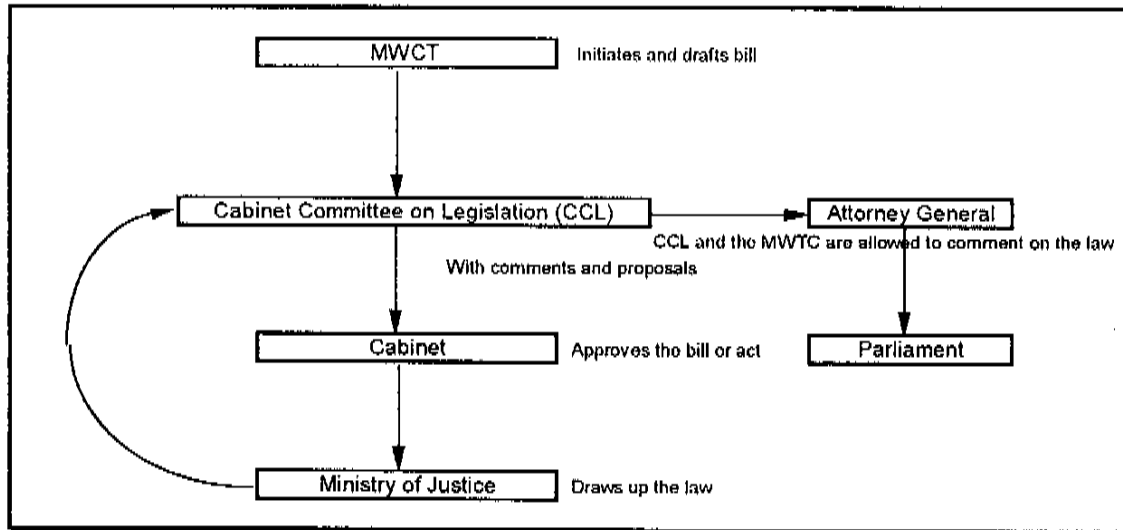 MWCT
Initiates and drafts bill
Cabinet Committee on Legislation (CCL)
Attorney General
CCL and the MWTC are allowed to comment on the law
With comments and proposals
Cabinet
Approves the bill or act
Parliament
Ministry of Justice
Draws up the law